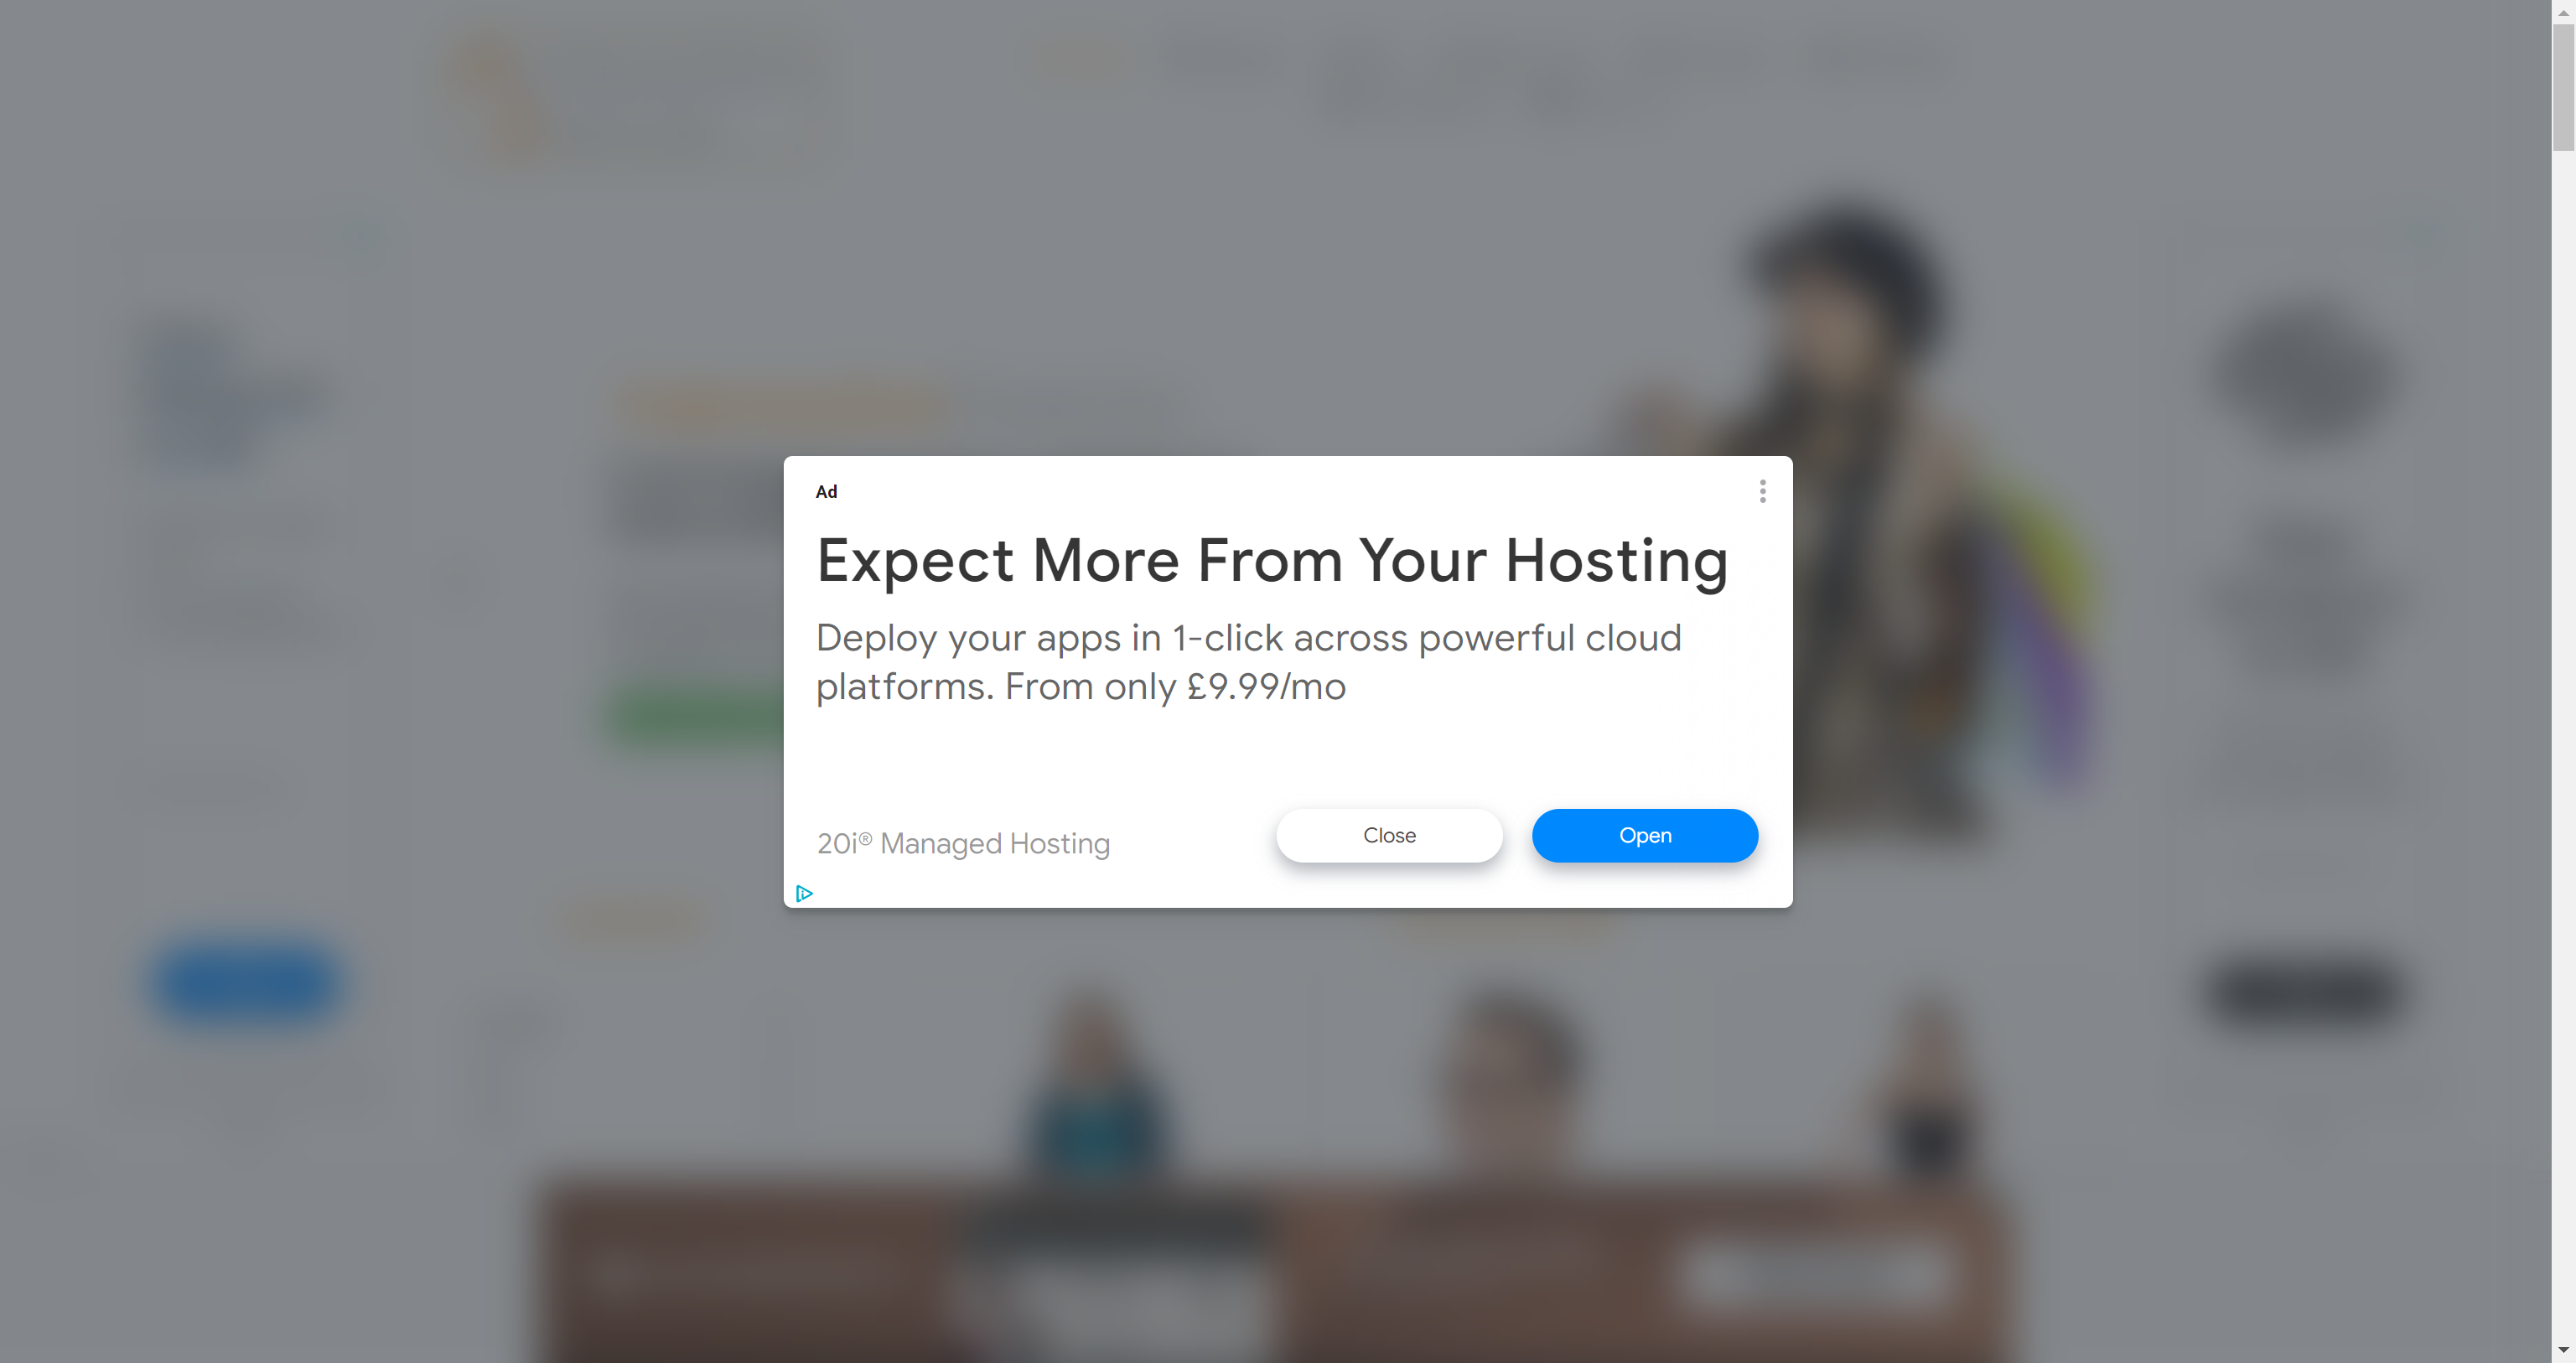 Ad
Expect More From Your Hosting
Deploy your apps in 1-click across powerful cloud
platforms. From only £9.99/mo
20i® Managed Hosting
Close
Open